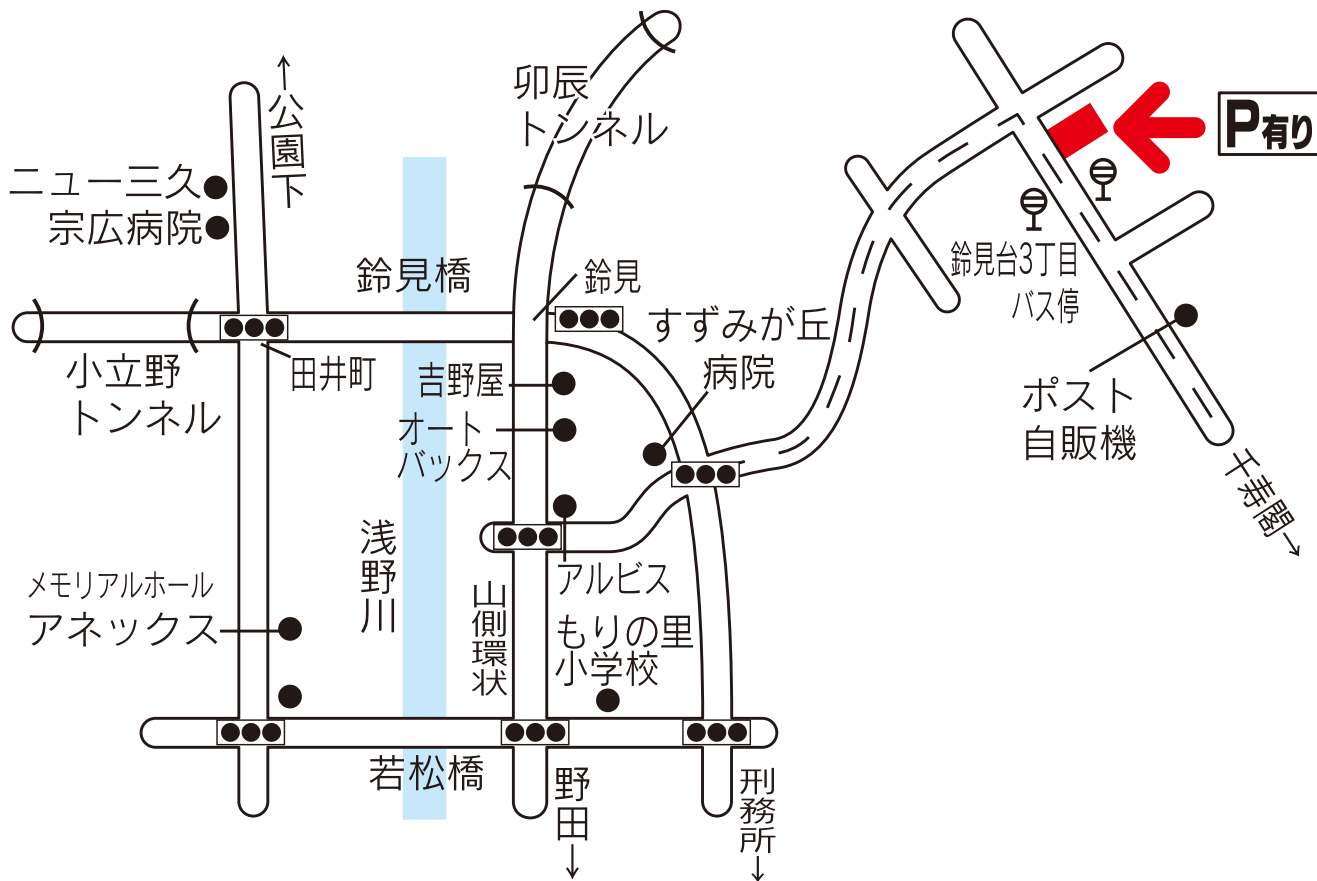 ↑公園下
卯辰
トンネル
P有り
ニュー三久
宗広病院
鈴見橋
鈴見
鈴見台3丁目
バス停
すずみが丘
病院
小立野
トンネル
田井町
吉野屋
オート
バックス
ポスト
自販機
千寿閣→
浅野川
アルビス
メモリアルホール
アネックス
山側環状
もりの里
小学校
若松橋
野田↓
刑務所↓